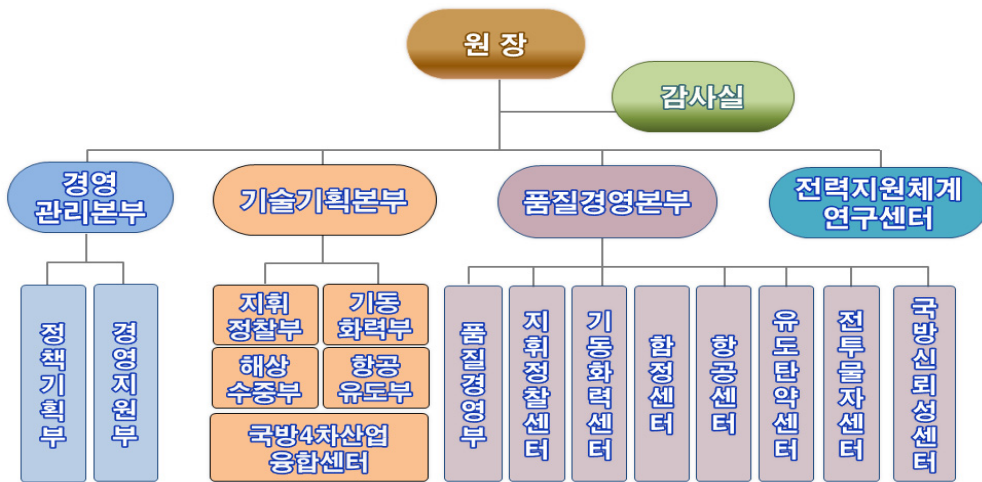 원 장
감사실
경영
관리본부
기술기획본부
품질경영본부
전력지원체계
연구센터
정책기획부
경영지원부
지휘
정찰부
기동
화력부
해상
수중부
항공
유도부
국방4차산업
융합센터
품질경영부
지휘정찰센터
기동화력센터
함정센터
항공센터
유도탄약센터
전투물자센터
국방신뢰성센터